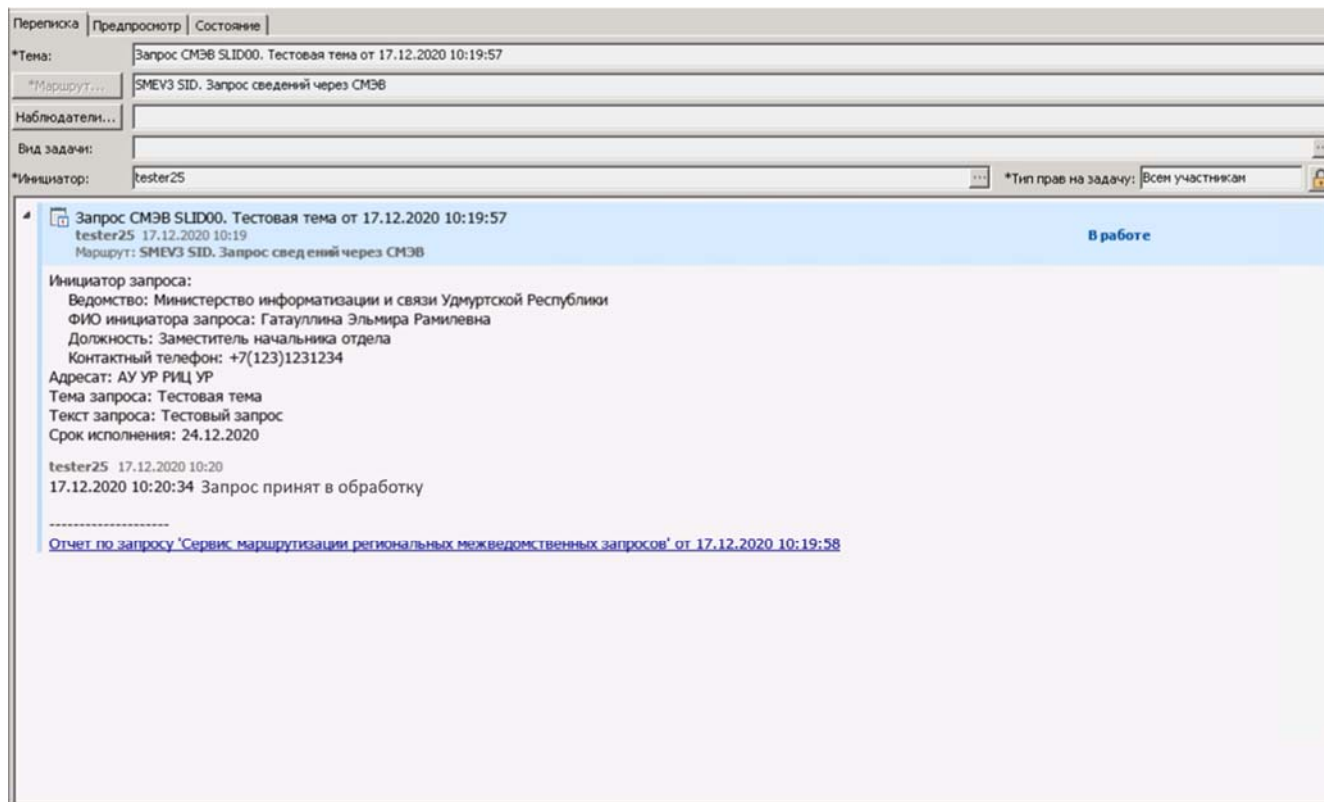 Переписка Предпросмотр Состояние
*Тема: Запрос СМЭВ SLID00. Тестовая тема от 17.12.2020 10:19:57
*Маршрут... SMEV3 SID. Запрос сведений через СМЭВ
Наблюдатели...
Вид задачи:
*Инициатор: tester25 ... *Тип прав на задачу: Всем участникам
Запрос СМЭВ SLID00. Тестовая тема от 17.12.2020 10:19:57
tester25 17.12.2020 10:19 В работе
Маршрут: SMEV3 SID. Запрос сведений через СМЭВ
Инициатор запроса:
Ведомство: Министерство информатизации и связи Удмуртской Республики
ФИО инициатора запроса: Гатауллина Эльмира Рамилевна
Должность: Заместитель начальника отдела
Контактный телефон: +7(123)1231234
Адресат: АУ УР РИЦ УР
Тема запроса: Тестовая тема
Текст запроса: Тестовый запрос
Срок исполнения: 24.12.2020
tester25 17.12.2020 10:20
17.12.2020 10:20:34 Запрос принят в обработку
--------------------
Отчет по запросу 'Сервис маршрутизации региональных межведомственных запросов' от 17.12.2020 10:19:58